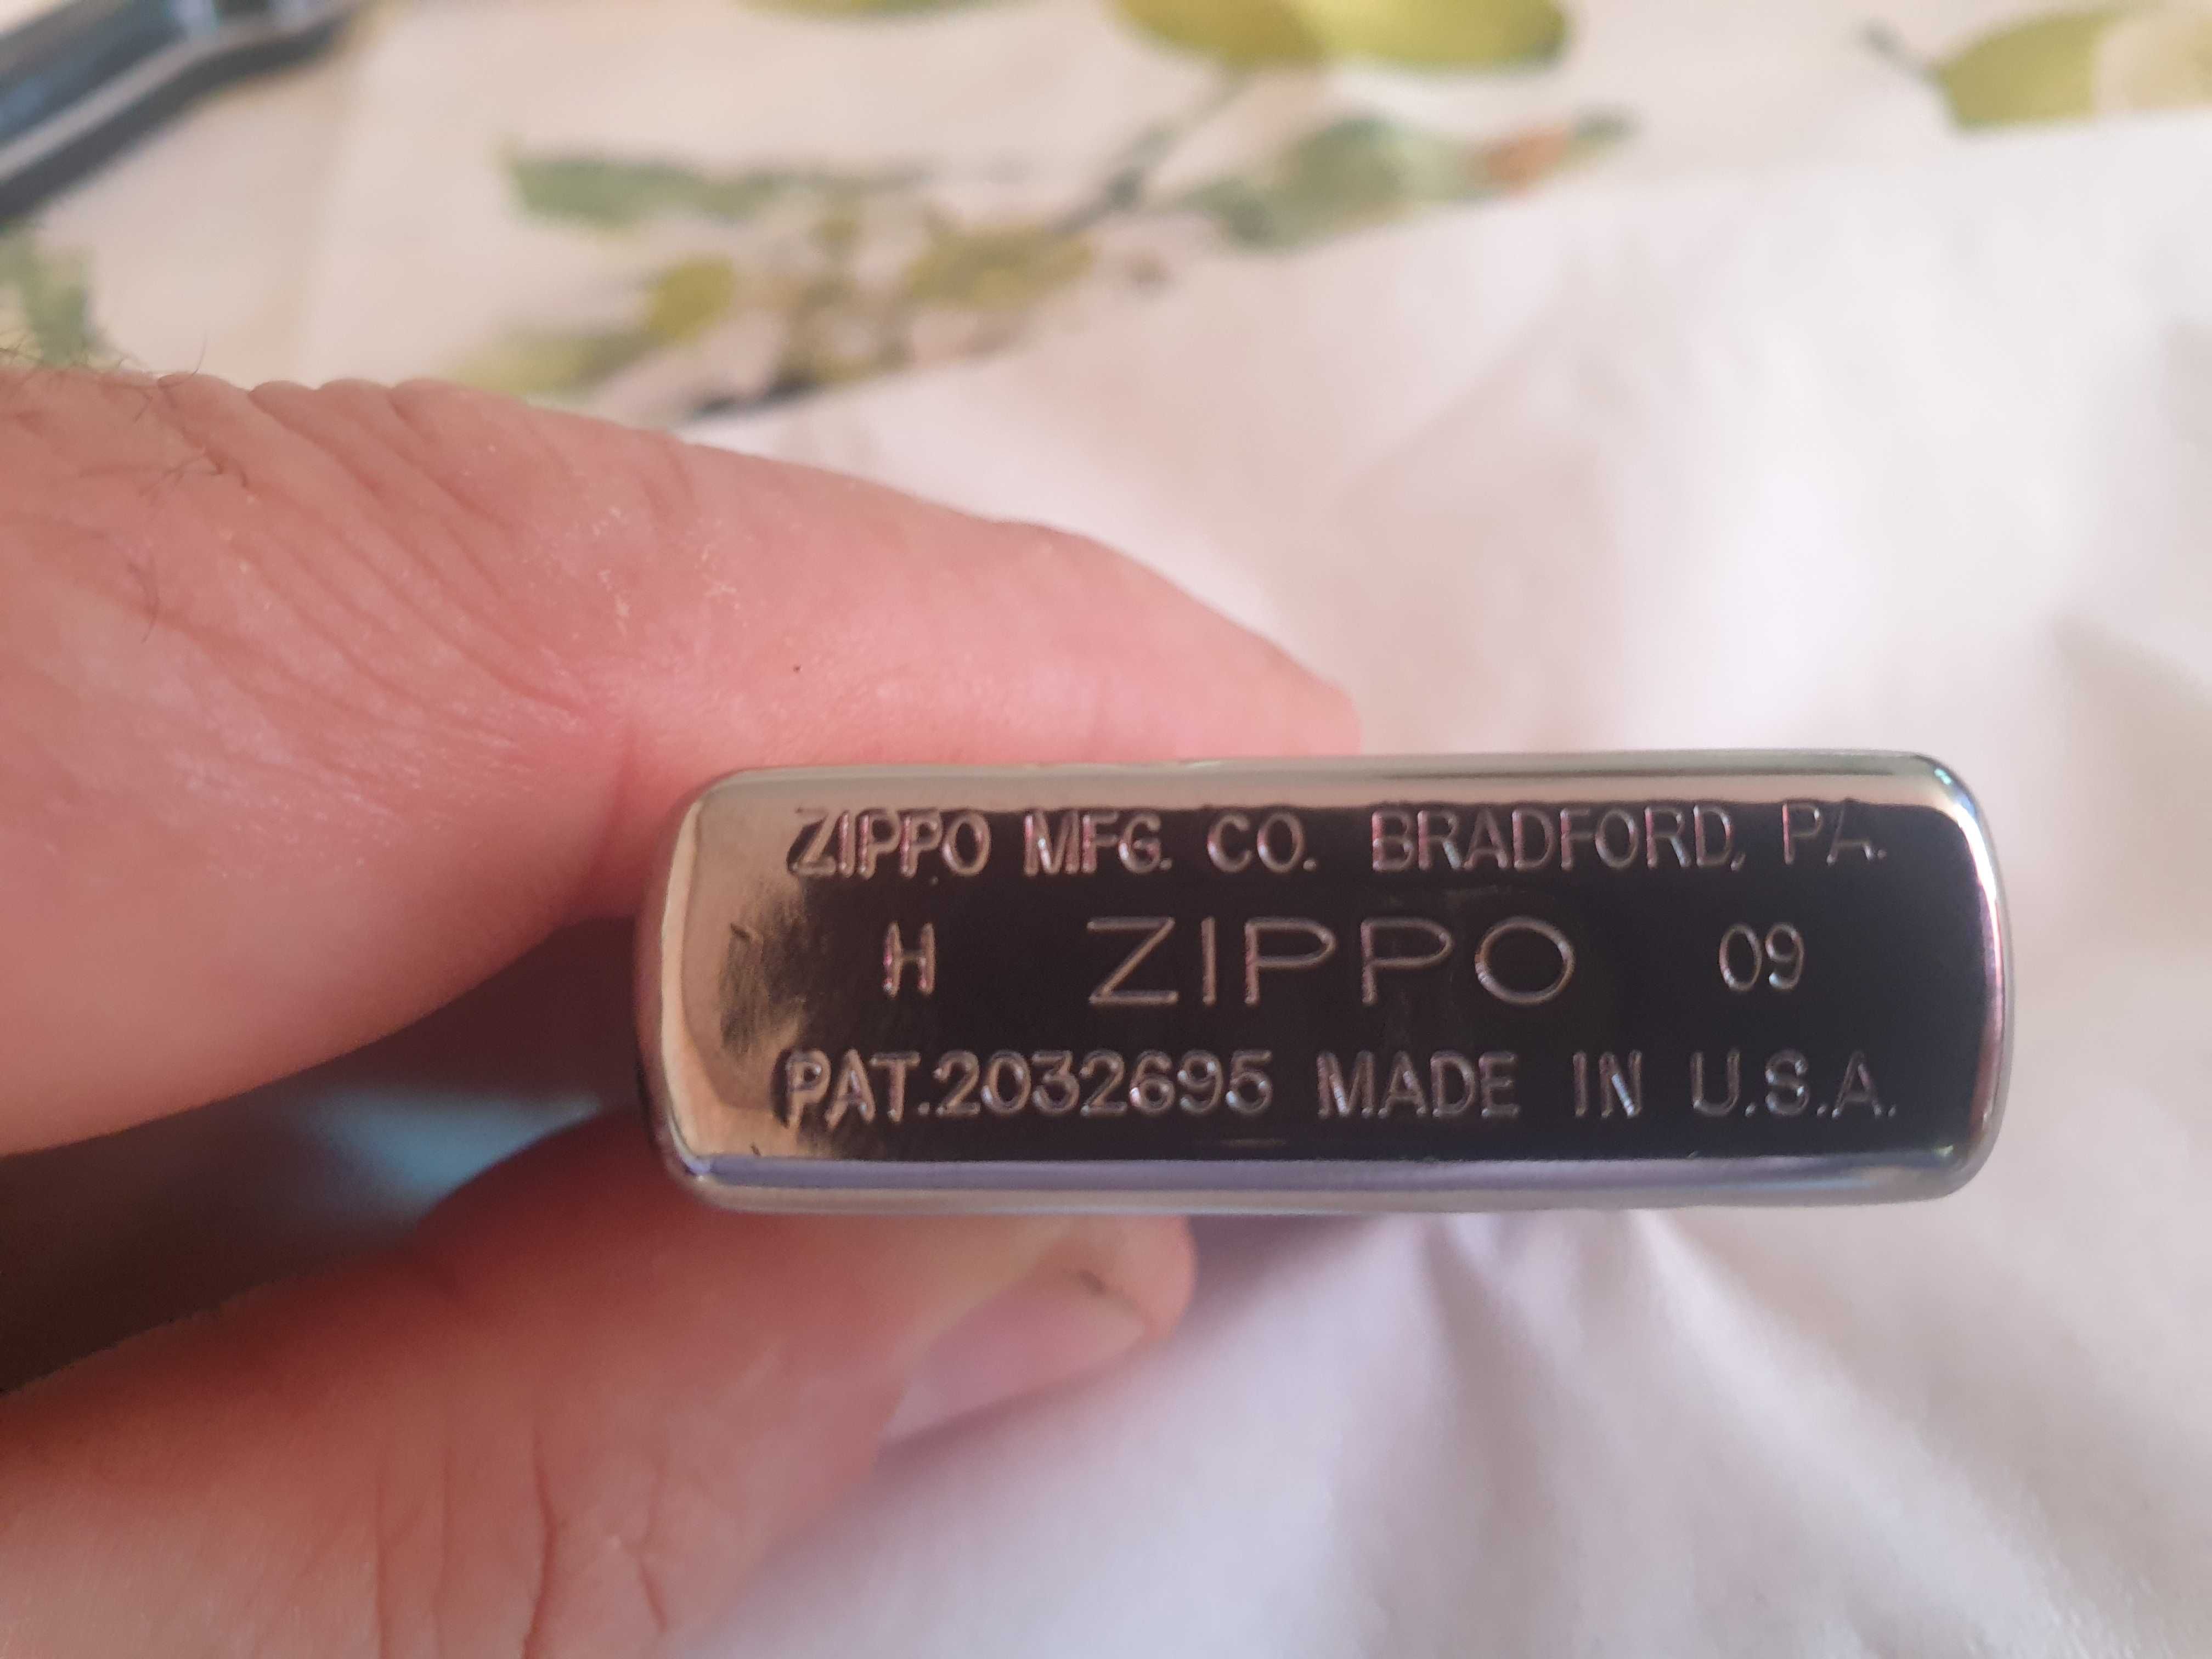 ZIPPO MFG. CO. BRADFORD, PA.
H ZIPPO 09
PAT.2032695 MADE IN U.S.A.